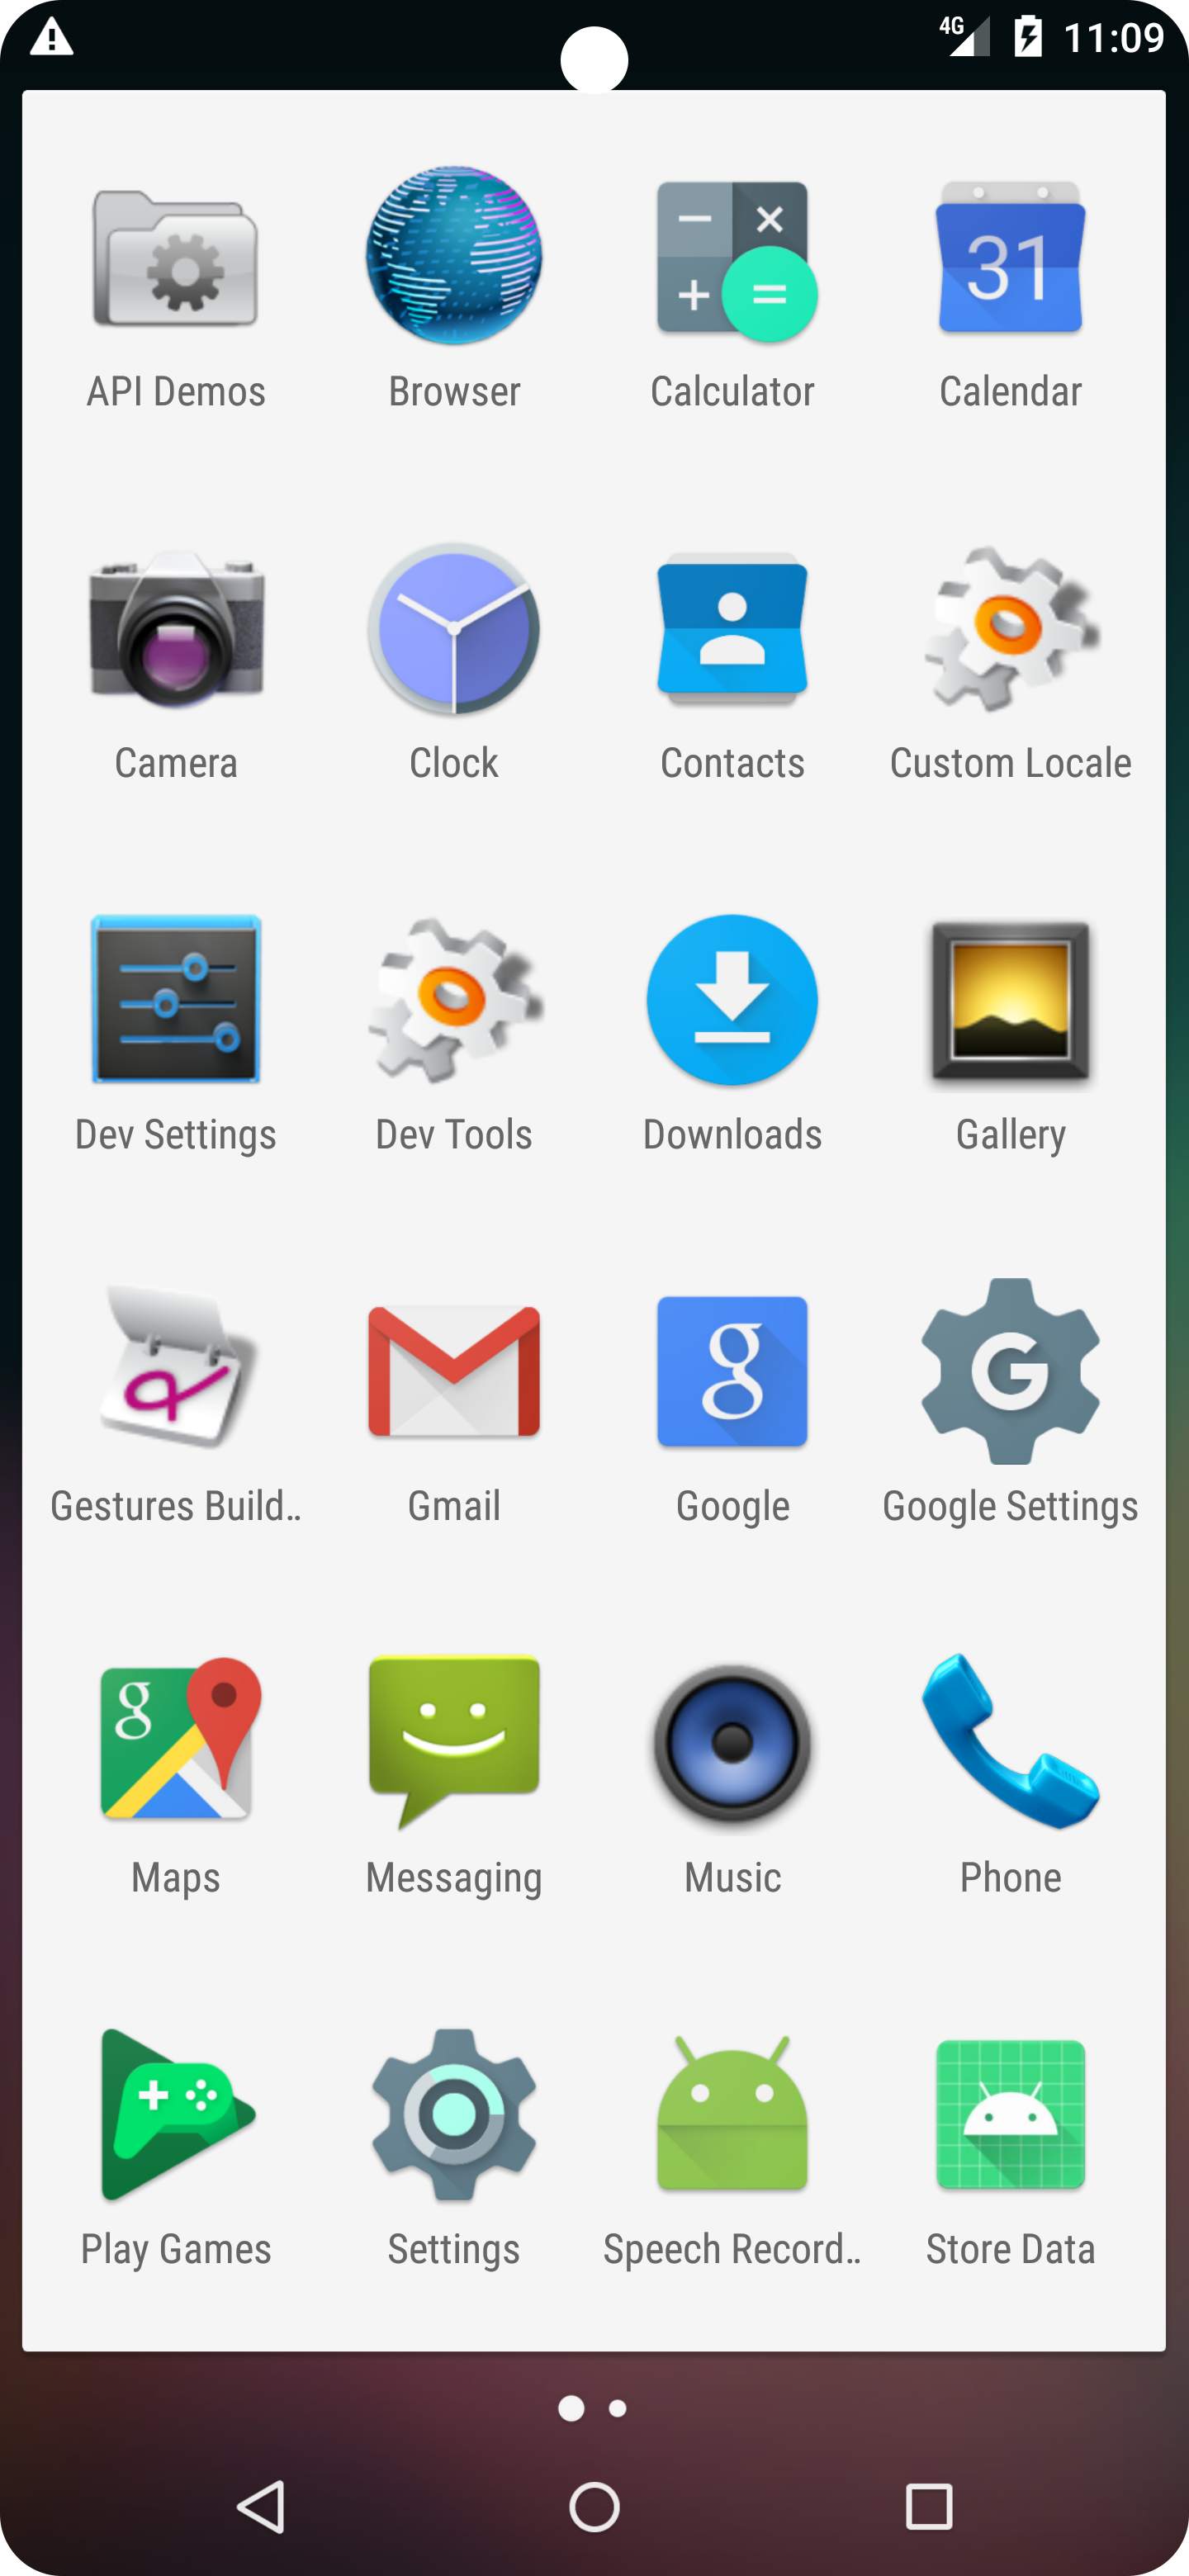 4G 11:09
31
API Demos Browser Calculator Calendar
Camera Clock Contacts Custom Locale
Dev Settings Dev Tools Downloads Gallery
g G
Gestures Build.. Gmail Google Google Settings
g
Maps Messaging Music Phone
Play Games Settings Speech Record.. Store Data